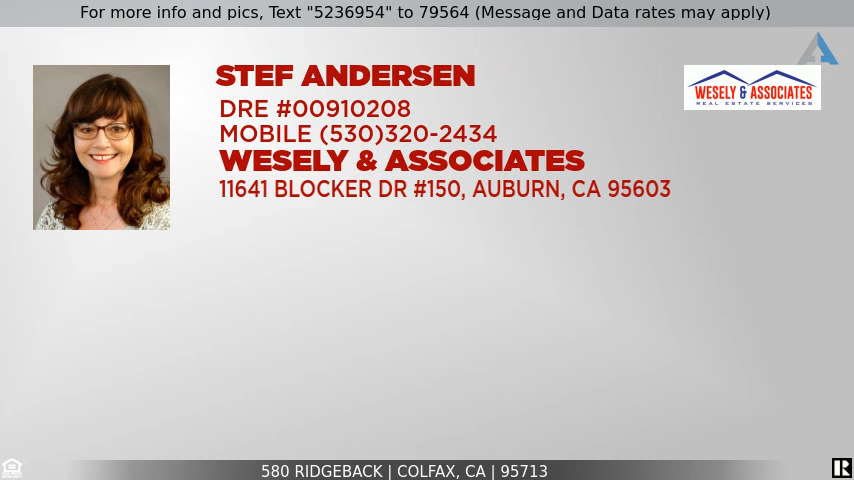 For more info and pics, Text "5236954" to 79564 (Message and Data rates may apply)
STEF ANDERSEN
DRE #00910208
MOBILE (530)320-2434
WESELY & ASSOCIATES
11641 BLOCKER DR #150, AUBURN, CA 95603
WESELY & ASSOCIATES
REAL ESTATE SERVICES
580 RIDGEBACK | COLFAX, CA | 95713